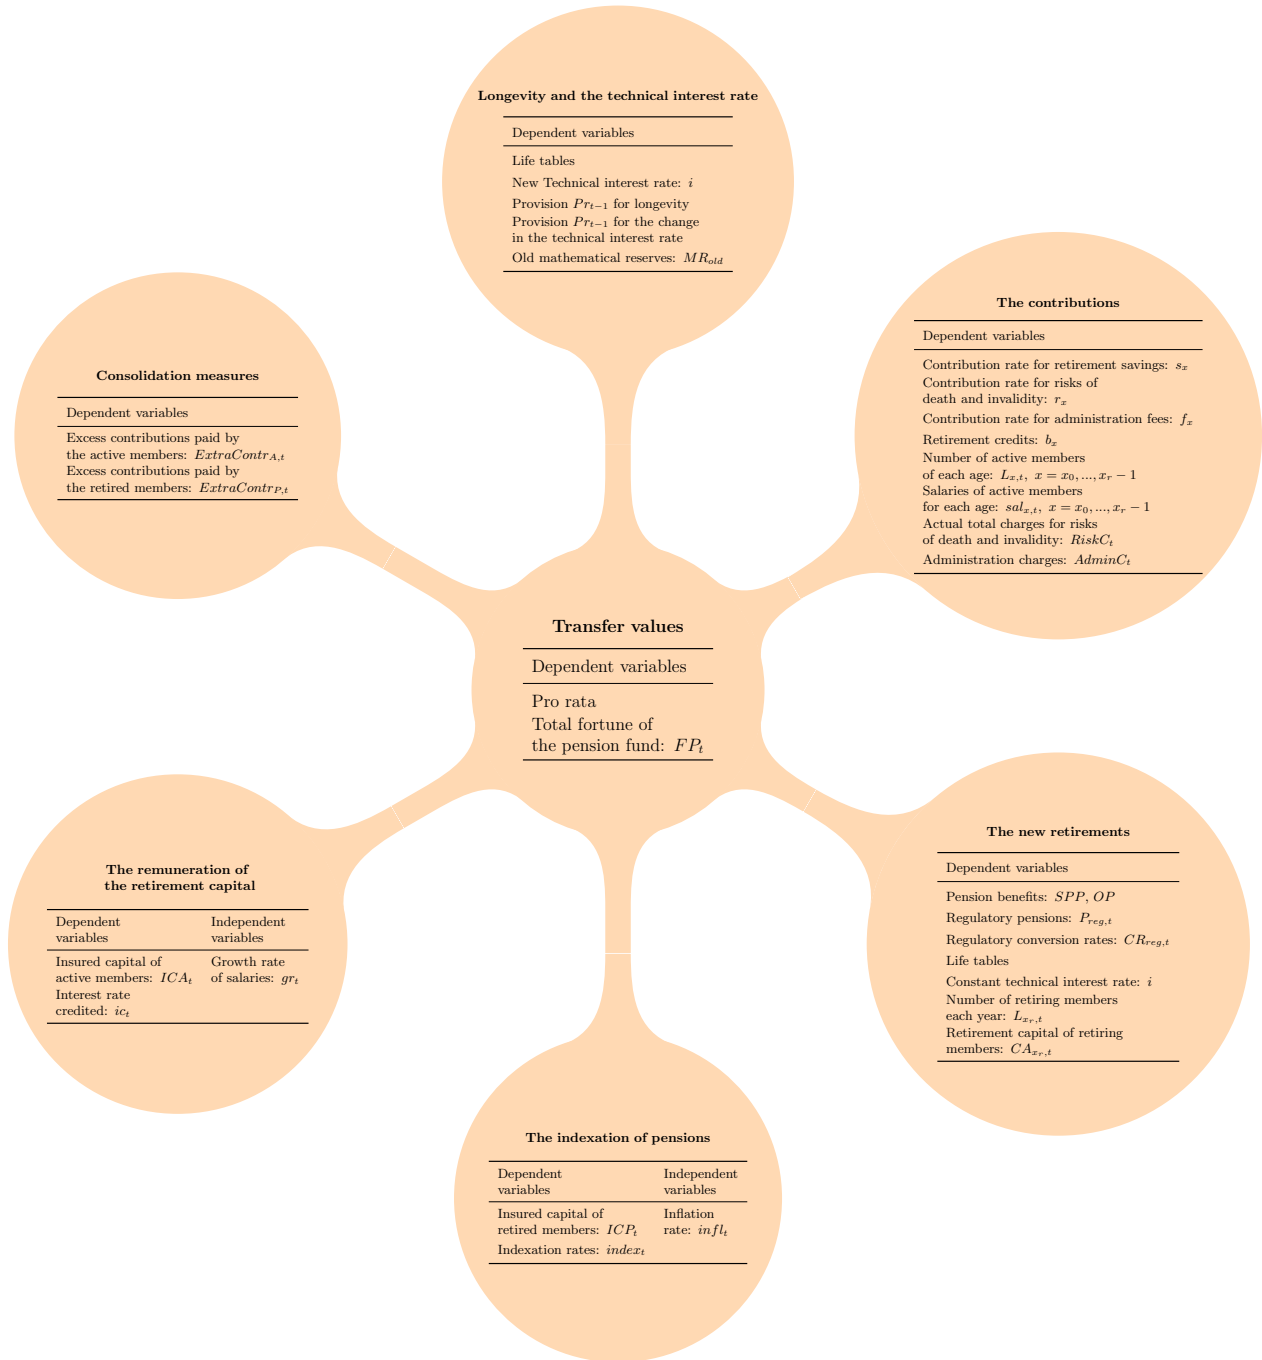 Longevity and the technical interest rate
Dependent variables
Life tables
New Technical interest rate: i
Provision Pr_{t−1} for longevity
Provision Pr_{t−1} for the change
in the technical interest rate
Old mathematical reserves: MR_{old}
The contributions
Dependent variables
Contribution rate for retirement savings: s_x
Contribution rate for risks of
death and invalidity: r_x
Contribution rate for administration fees: f_x
Retirement credits: b_x
Number of active members
of each age: L_{x,t}, x = x_0, ..., x_r − 1
Salaries of active members
for each age: sal_{x,t}, x = x_0, ..., x_r − 1
Actual total charges for risks
of death and invalidity: RiskC_t
Administration charges: AdminC_t
Consolidation measures
Dependent variables
Excess contributions paid by
the active members: ExtraContr_{A,t}
Excess contributions paid by
the retired members: ExtraContr_{P,t}
Transfer values
Dependent variables
Pro rata
Total fortune of
the pension fund: FP_t
The remuneration of
the retirement capital
Dependent variables
Independent variables
Insured capital of
active members: ICA_t
Interest rate
credited: ic_t
Growth rate
of salaries: gr_t
The new retirements
Dependent variables
Pension benefits: SPP, OP
Regulatory pensions: P_{reg,t}
Regulatory conversion rates: CR_{reg,t}
Life tables
Constant technical interest rate: i
Number of retiring members
each year: L_{x_r,t}
Retirement capital of retiring
members: CA_{x_r,t}
The indexation of pensions
Dependent variables
Independent variables
Insured capital of
retired members: ICP_t
Indexation rates: index_t
Inflation
rate: infl_t